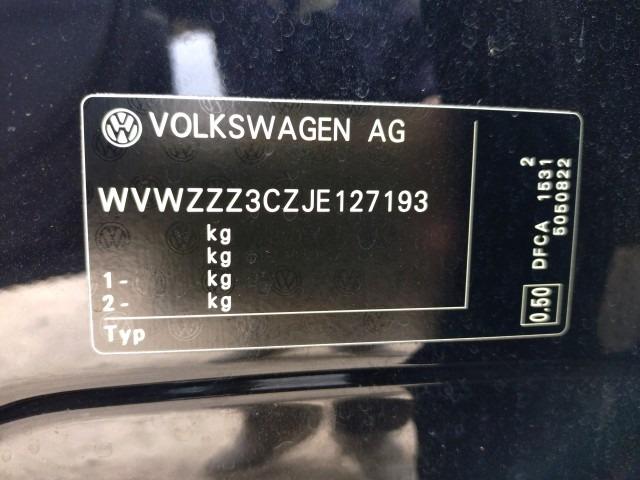 VOLKSWAGEN AG
WVWZZZ3CZJE127193
kg
kg
1- kg
2- kg
Typ
2
DFCA 1531
5050822
0.50